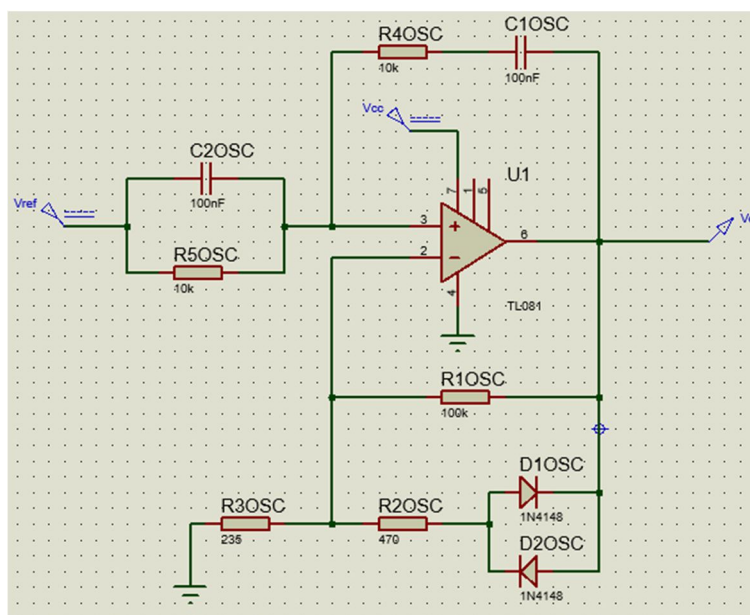 C1OSC
R4OSC
10k
100nF
Vcc
C2OSC
U1
100nF
7
1
5
Vref
3
6
R5OSC
2
10k
4
TL081
R1OSC
100k
D1OSC
R3OSC
R2OSC
1N4148
235
470
D2OSC
1N4148